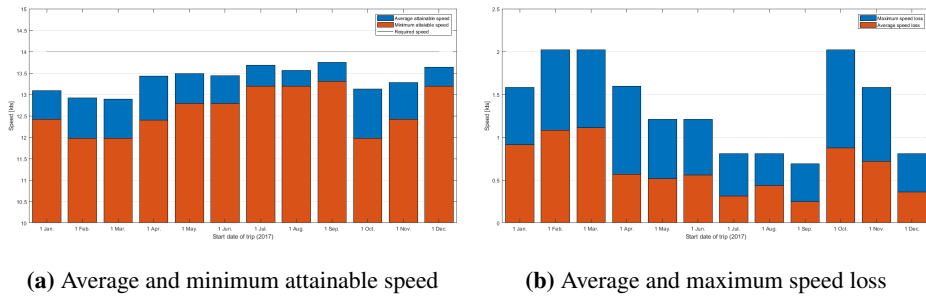 15
14.5
14
13.5
13
12.5
12
11.5
11
10.5
10
Speed [kts]
Average attainable speed
Minimum attaiable speed
Required speed
1 Jan. 1 Feb. 1 Mar. 1 Apr. 1 May. 1 Jun. 1 Jul. 1 Aug. 1 Sep. 1 Oct. 1 Nov. 1 Dec.
Start date of trip (2017)
(a) Average and minimum attainable speed
2.5
2
1.5
1
0.5
0
Speed [kts]
Maximum speed loss
Average speed loss
1 Jan. 1 Feb. 1 Mar. 1 Apr. 1 May. 1 Jun. 1 Jul. 1 Aug. 1 Sep. 1 Oct. 1 Nov. 1 Dec.
Start date of trip (2017)
(b) Average and maximum speed loss